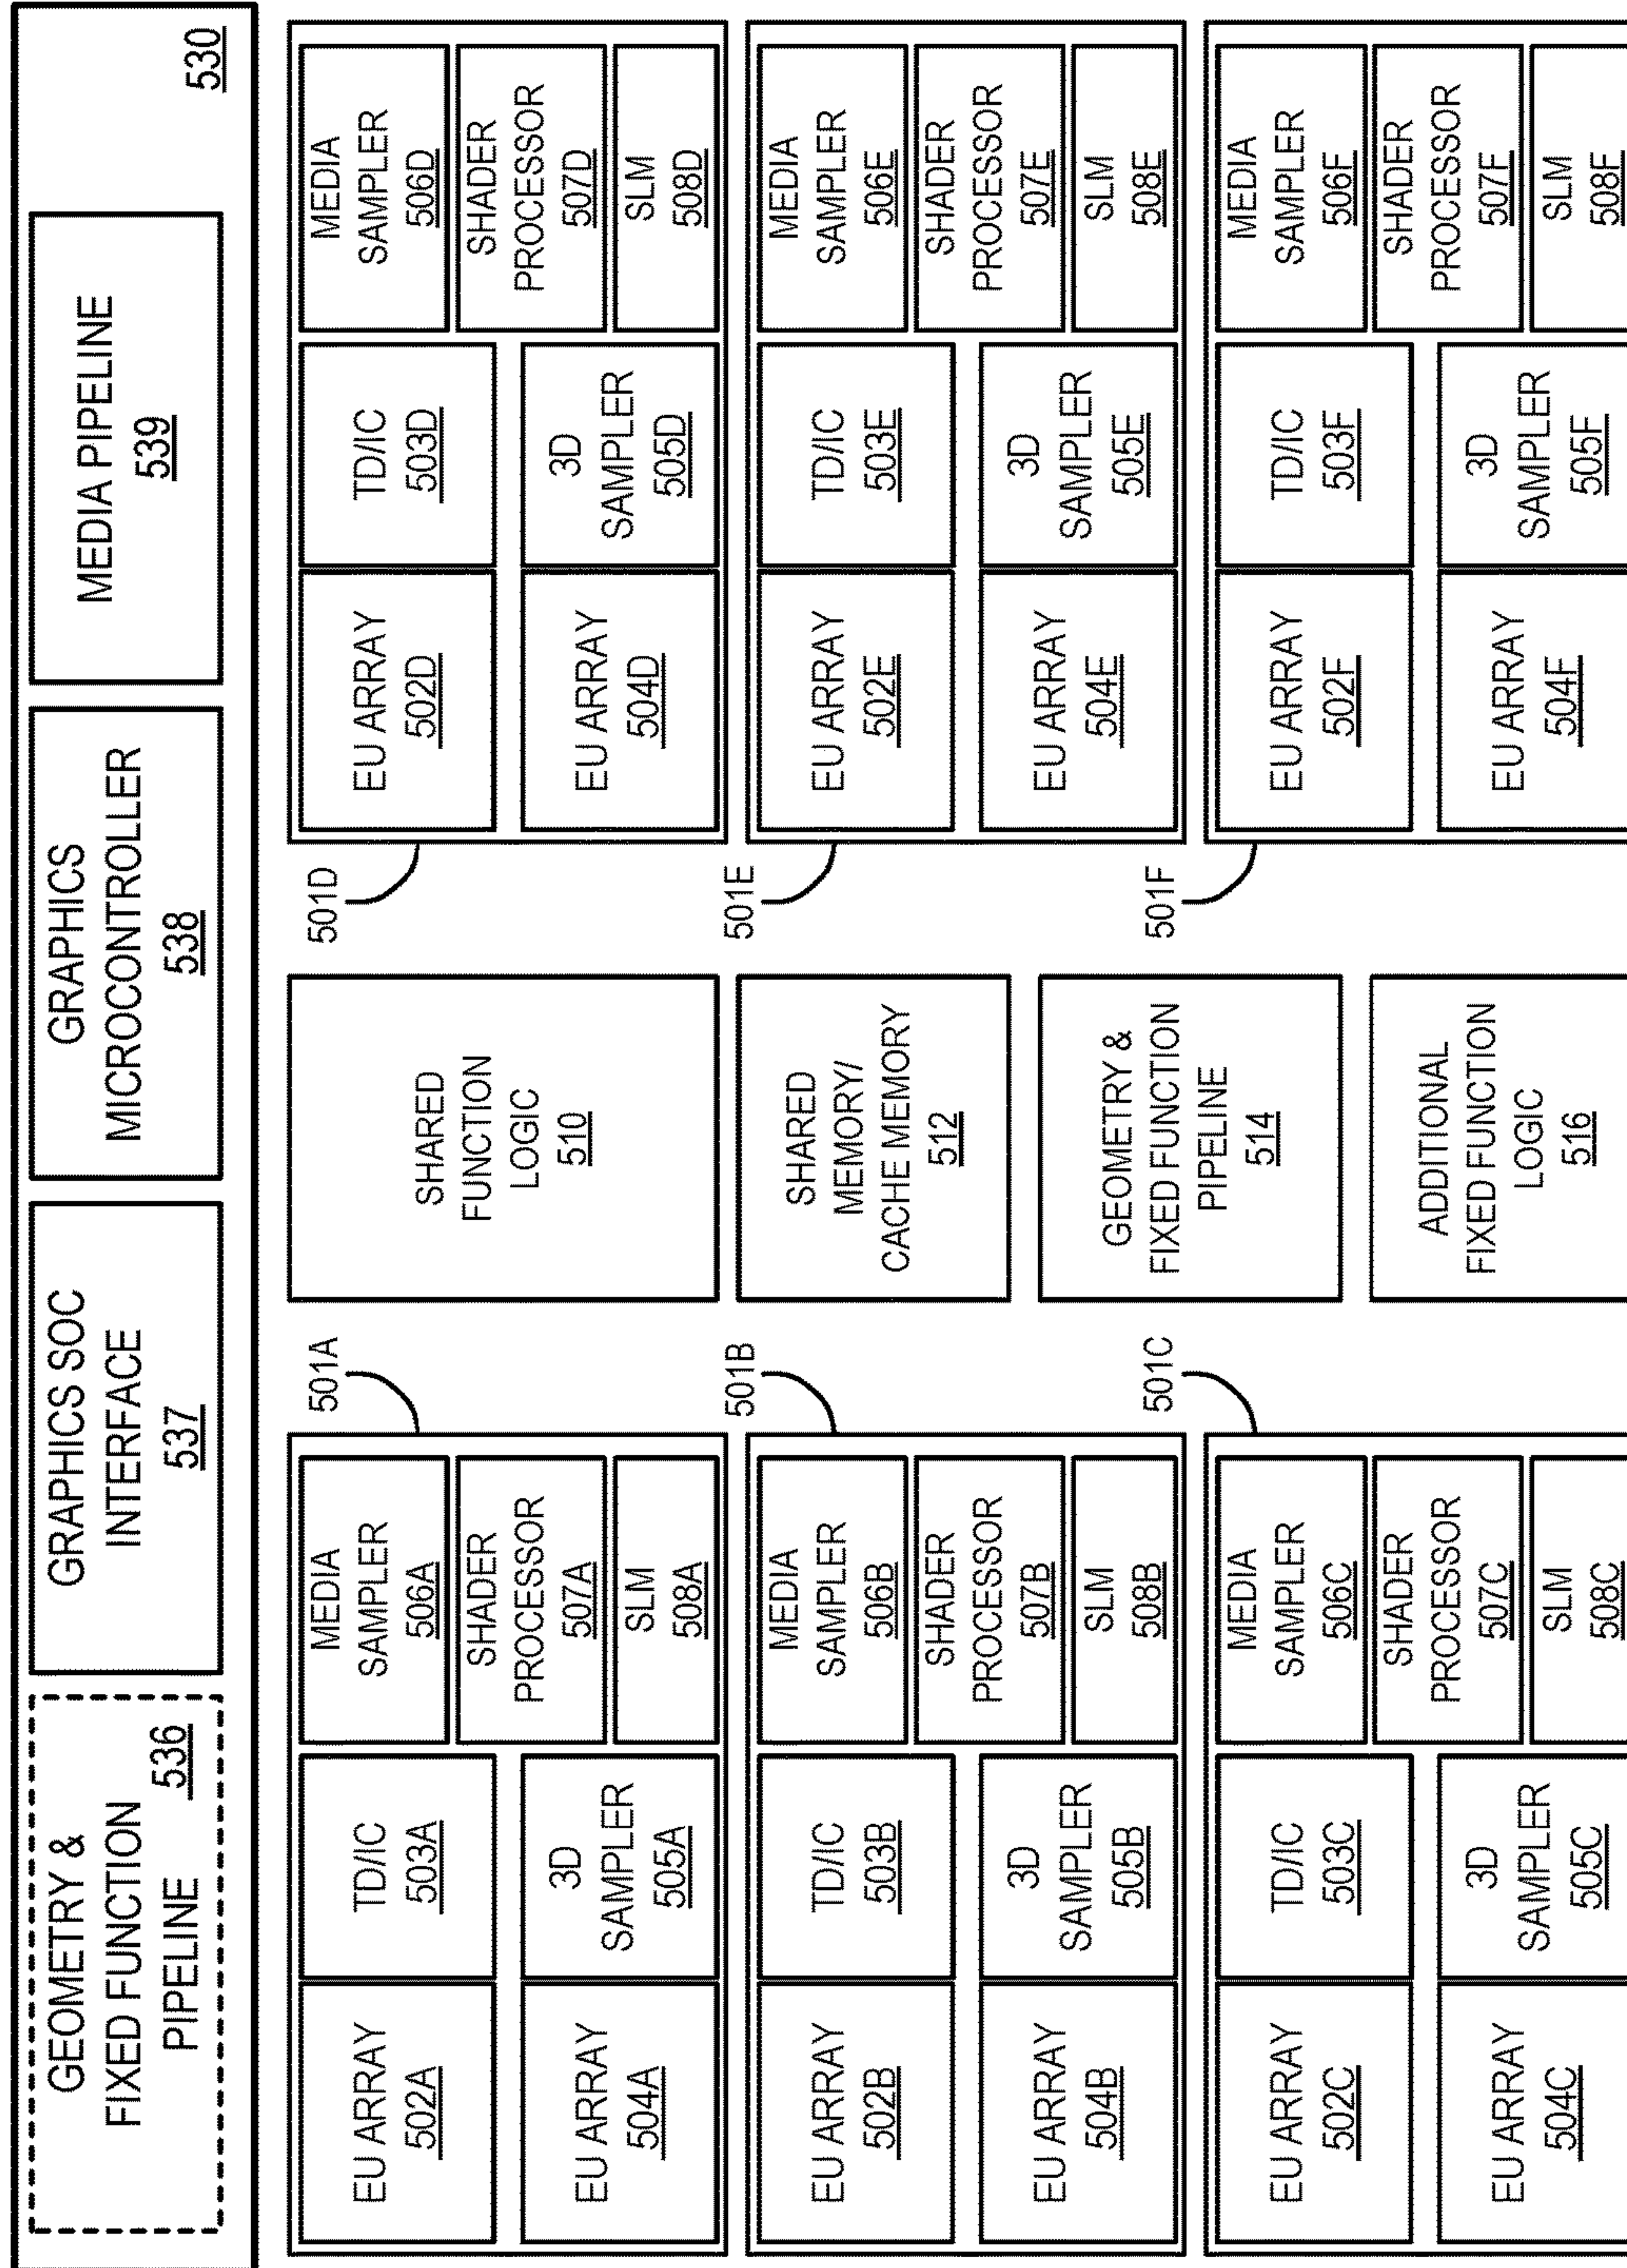 GEOMETRY &
FIXED FUNCTION
PIPELINE
536
GRAPHICS SOC
INTERFACE
537
GRAPHICS
MICROCONTROLLER
538
MEDIA PIPELINE
539
530
501A
EU ARRAY
502A
TD/IC
503A
MEDIA
SAMPLER
506A
SHADER
PROCESSOR
507A
EU ARRAY
504A
3D
SAMPLER
505A
SLM
508A
SHARED
FUNCTION
LOGIC
510
501D
EU ARRAY
502D
TD/IC
503D
MEDIA
SAMPLER
506D
SHADER
PROCESSOR
507D
EU ARRAY
504D
3D
SAMPLER
505D
SLM
508D
501B
EU ARRAY
502B
TD/IC
503B
MEDIA
SAMPLER
506B
SHADER
PROCESSOR
507B
EU ARRAY
504B
3D
SAMPLER
505B
SLM
508B
SHARED
MEMORY/
CACHE MEMORY
512
501E
EU ARRAY
502E
TD/IC
503E
MEDIA
SAMPLER
506E
SHADER
PROCESSOR
507E
EU ARRAY
504E
3D
SAMPLER
505E
SLM
508E
GEOMETRY &
FIXED FUNCTION
PIPELINE
514
501C
EU ARRAY
502C
TD/IC
503C
MEDIA
SAMPLER
506C
SHADER
PROCESSOR
507C
EU ARRAY
504C
3D
SAMPLER
505C
SLM
508C
ADDITIONAL
FIXED FUNCTION
LOGIC
516
501F
EU ARRAY
502F
TD/IC
503F
MEDIA
SAMPLER
506F
SHADER
PROCESSOR
507F
EU ARRAY
504F
3D
SAMPLER
505F
SLM
508F